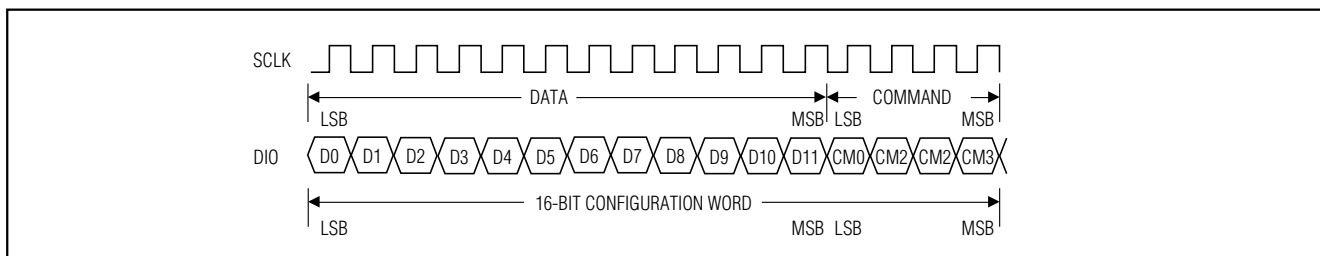 SCLK
DATA COMMAND
LSB MSB LSB MSB
DIO D0 D1 D2 D3 D4 D5 D6 D7 D8 D9 D10 D11 CM0 CM2 CM2 CM3
16-BIT CONFIGURATION WORD
LSB MSB LSB MSB